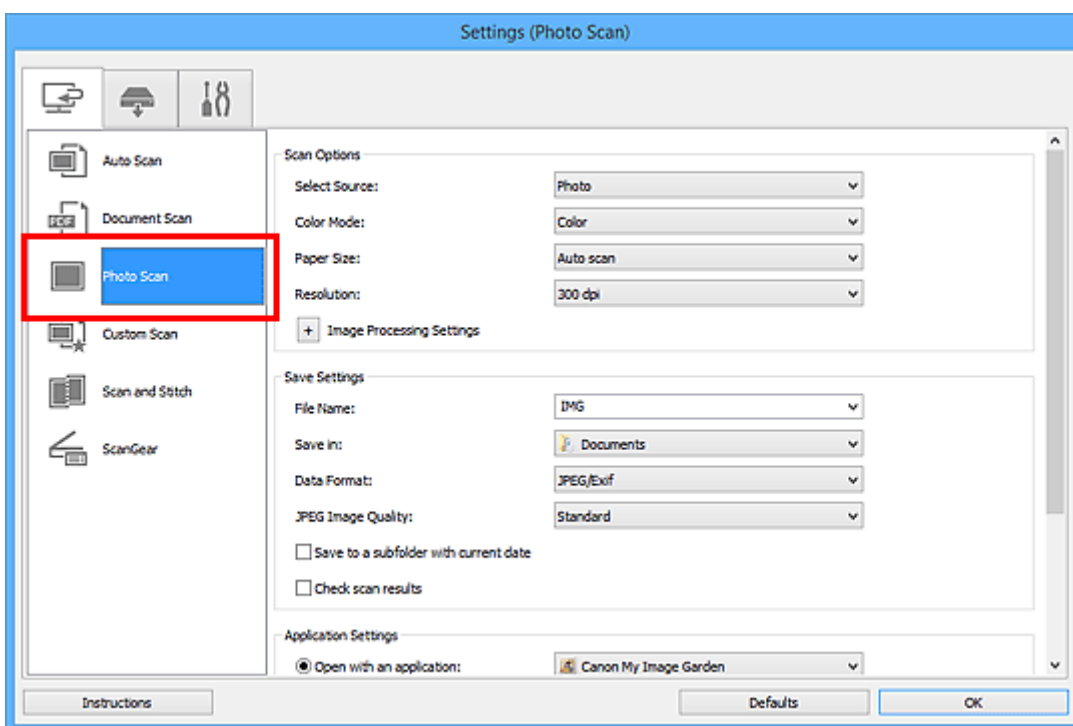 Settings (Photo Scan)
Auto Scan
Document Scan
Photo Scan
Custom Scan
Scan and Stitch
ScanGear
Scan Options
Select Source: Photo
Color Mode: Color
Paper Size: Auto scan
Resolution: 300 dpi
+ Image Processing Settings
Save Settings
File Name: IMG
Save in: Documents
Data Format: JPEG/Exif
JPEG Image Quality: Standard
Save to a subfolder with current date
Check scan results
Application Settings
Open with an application: Canon My Image Garden
Instructions Defaults OK